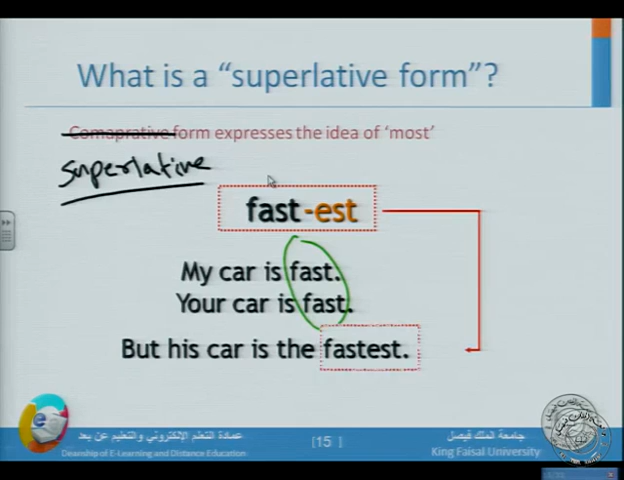 What is a “superlative form”?
Comaprative form expresses the idea of ‘most’
superlative
fast-est
My car is fast.
Your car is fast.
But his car is the fastest.
عمادة التعلم الإلكتروني والتعليم عن بعد
Deanship of E-Learning and Distance Education
[15 ]
جامعة الملك فيصل
King Faisal University